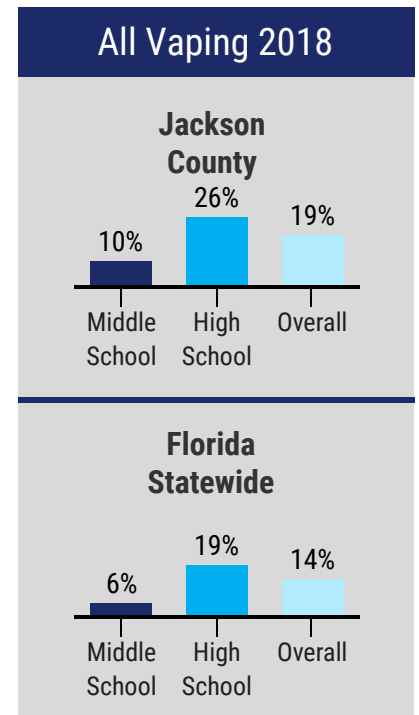 All Vaping 2018
Jackson
County
26%
19%
10%
Middle High Overall
School School
Florida
Statewide
19%
14%
6%
Middle High Overall
School School